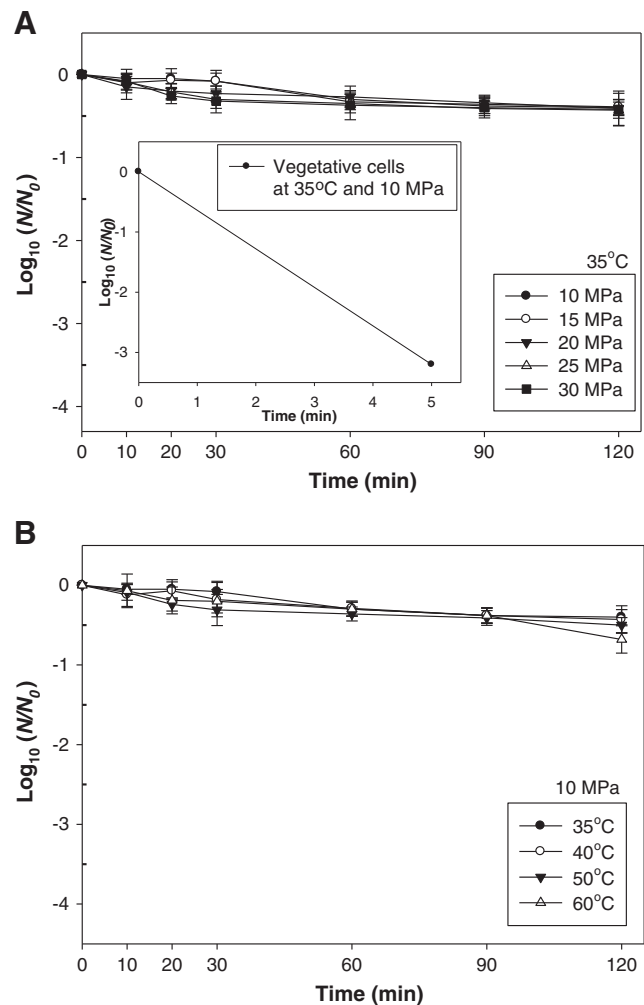 A
Log10 (N/N0)
0
-1
-2
-3
-4
Vegetative cells
at 35°C and 10 MPa
Log10 (N/N0)
0
-1
-2
-3
0 1 2 3 4 5
Time (min)
35°C
10 MPa
15 MPa
20 MPa
25 MPa
30 MPa
0 10 20 30 60 90 120
Time (min)
B
Log10 (N/N0)
0
-1
-2
-3
-4
10 MPa
35°C
40°C
50°C
60°C
0 10 20 30 60 90 120
Time (min)